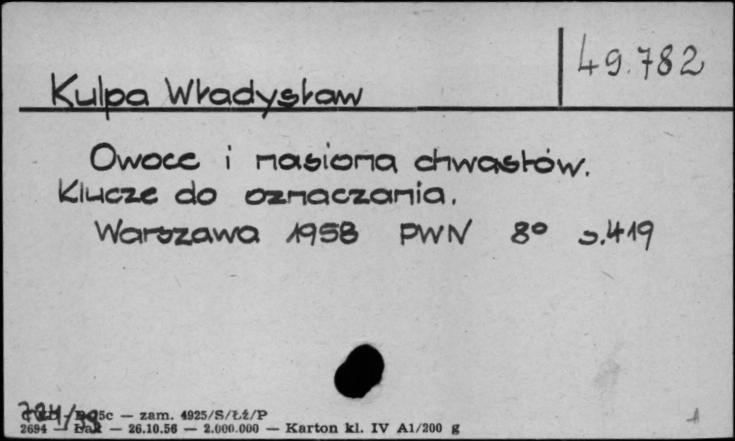 49.782
Kulpa Władysław
Owoce i nasiona chwastów.
Klucze do oznaczania.
Warszawa 1958 PWN 8° s.419
5c — zam. 4925/S/Łż/P
2694 — — 26.10.56 — 2.000.000 — Karton kl. IV A1/200 g